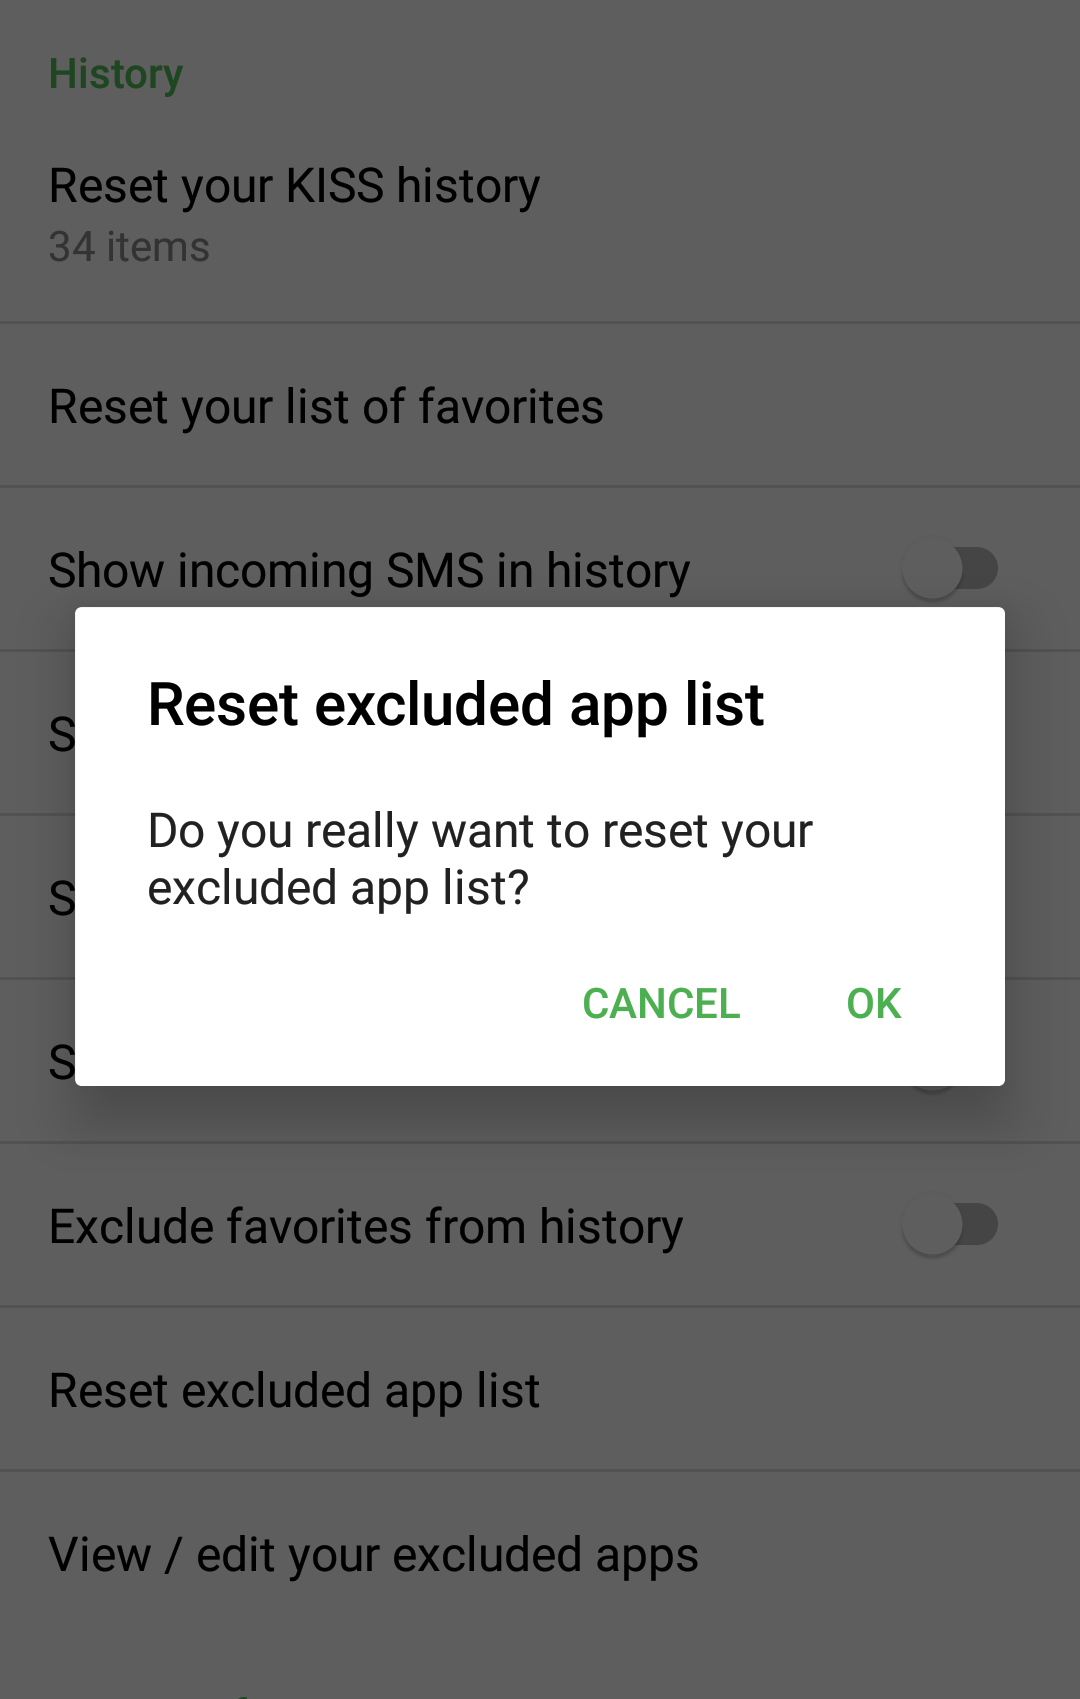 History
Reset your KISS history
34 items
Reset your list of favorites
Show incoming SMS in history
Reset excluded app list
Do you really want to reset your
excluded app list?
CANCEL OK
Exclude favorites from history
Reset excluded app list
View / edit your excluded apps